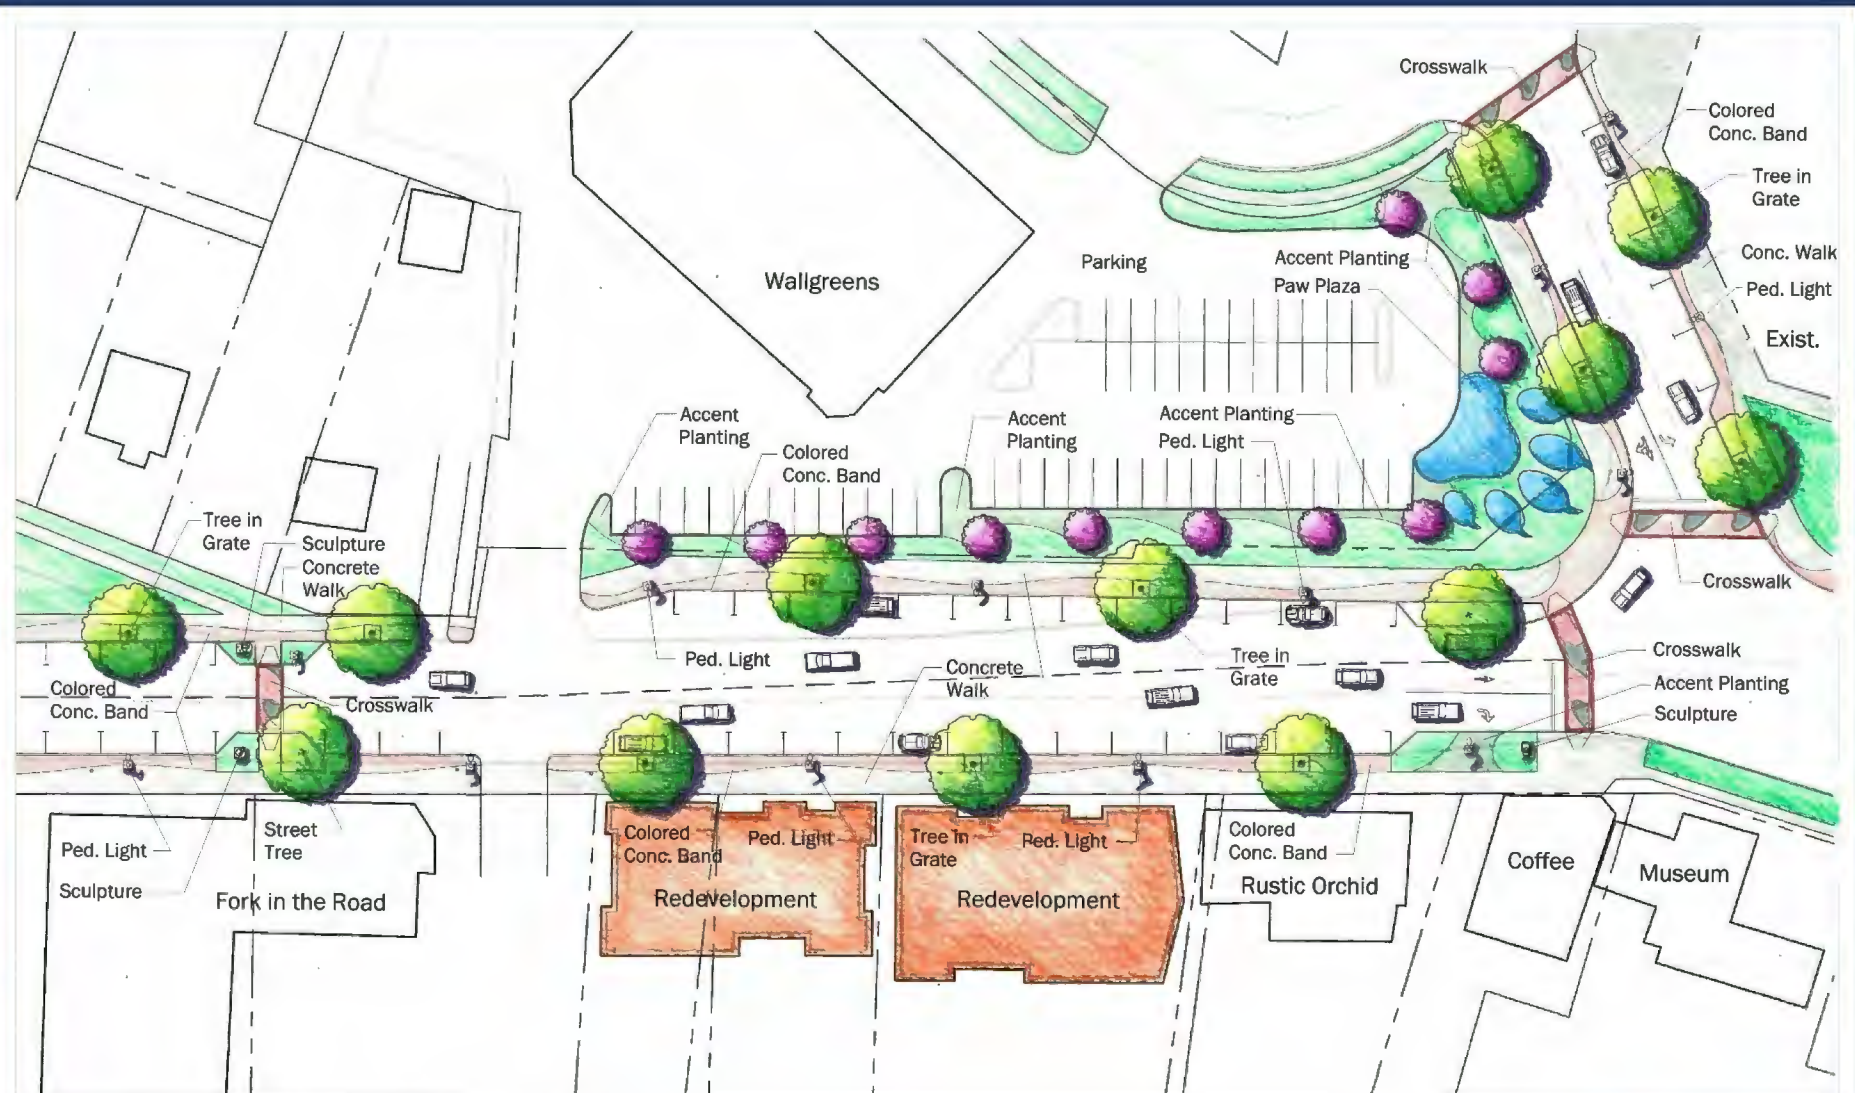 Crosswalk
Colored
Conc. Band
Tree in
Grate
Conc. Walk
Ped. Light
Exist.
Wallgreens
Parking
Accent Planting
Paw Plaza
Accent
Planting
Colored
Conc. Band
Accent
Planting
Accent Planting
Ped. Light
Tree in
Grate
Sculpture
Concrete
Walk
Crosswalk
Ped. Light
Concrete
Walk
Tree in
Grate
Crosswalk
Accent Planting
Sculpture
Colored
Conc. Band
Crosswalk
Ped. Light
Sculpture
Street
Tree
Fork in the Road
Colored
Conc. Band
Ped. Light
Redevelopment
Tree in
Grate
Ped. Light
Redevelopment
Colored
Conc. Band
Rustic Orchid
Coffee
Museum